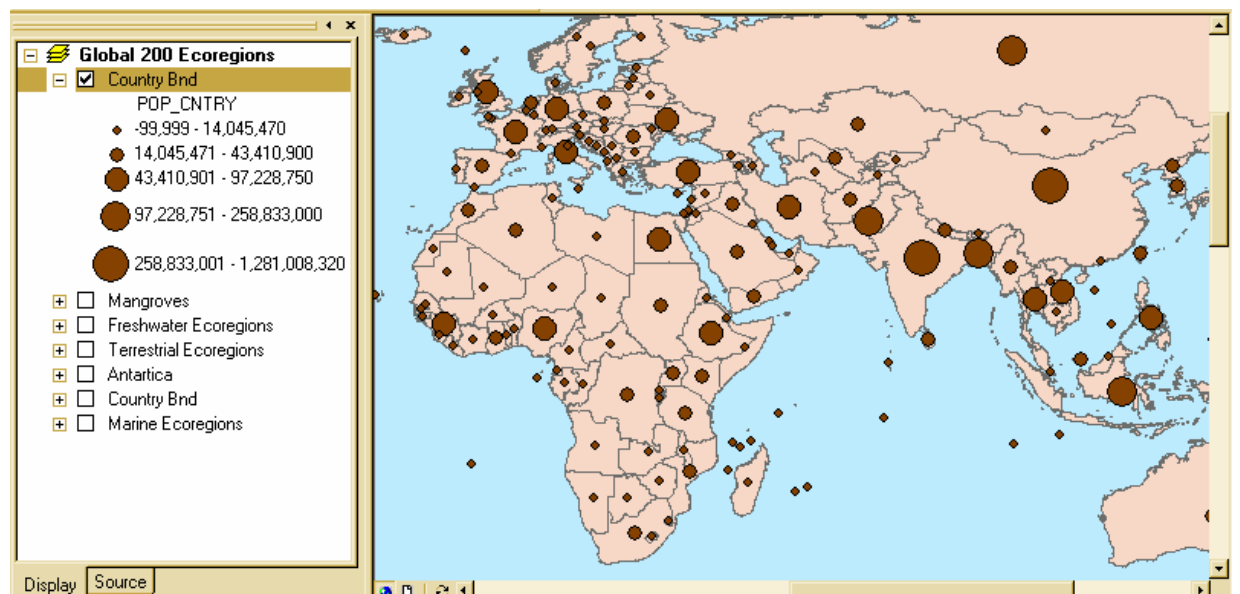 Global 200 Ecoregions
Country Bnd
POP_CNTRY
-99,999 - 14,045,470
14,045,471 - 43,410,900
43,410,901 - 97,228,750
97,228,751 - 258,833,000
258,833,001 - 1,281,008,320
Mangroves
Freshwater Ecoregions
Terrestrial Ecoregions
Antartica
Country Bnd
Marine Ecoregions
Display Source